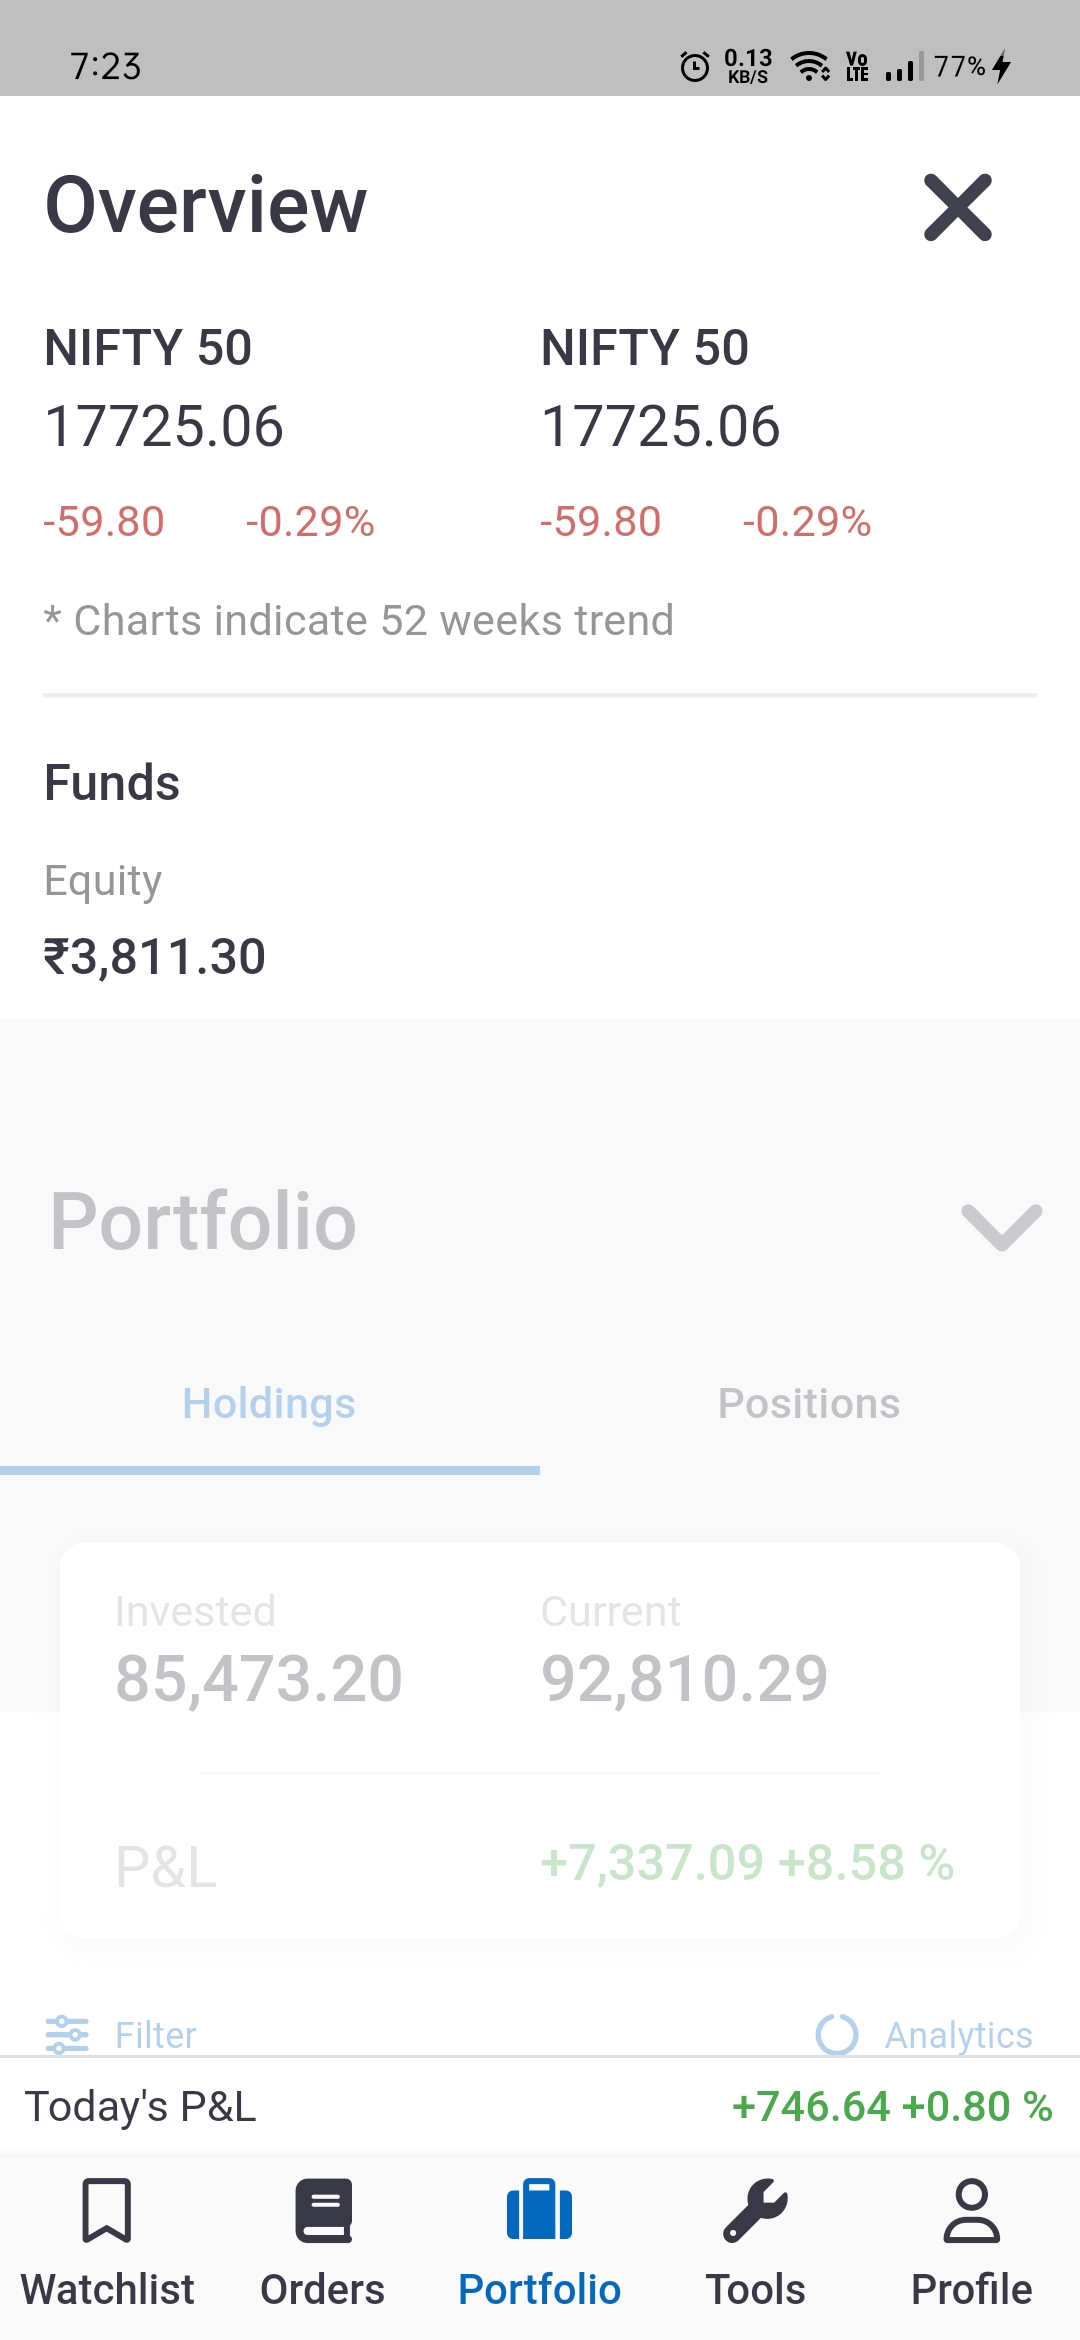 7:23 0.13 KB/S Vo LTE 77%
Overview
NIFTY 50 NIFTY 50
17725.06 17725.06
-59.80 -0.29% -59.80 -0.29%
* Charts indicate 52 weeks trend
Funds
Equity
₹3,811.30
Portfolio
Holdings Positions
Invested Current
85,473.20 92,810.29
P&L +7,337.09 +8.58 %
Filter Analytics
Today's P&L +746.64 +0.80 %
Watchlist Orders Portfolio Tools Profile